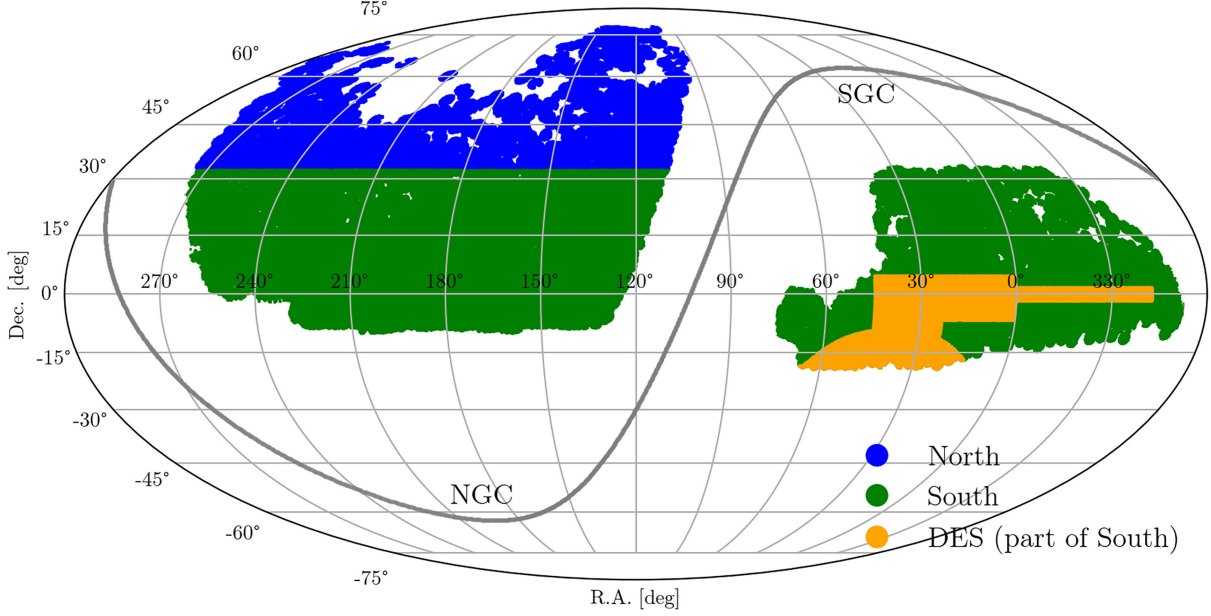 75°
60°
45°
SGC
30°
15°
270° 240° 210° 180° 150° 120° 90° 60° 30° 0° 330°
Dec. [deg]
0°
-15°
-30°
North
-45°
NGC
South
-60°
DES (part of South)
-75°
R.A. [deg]